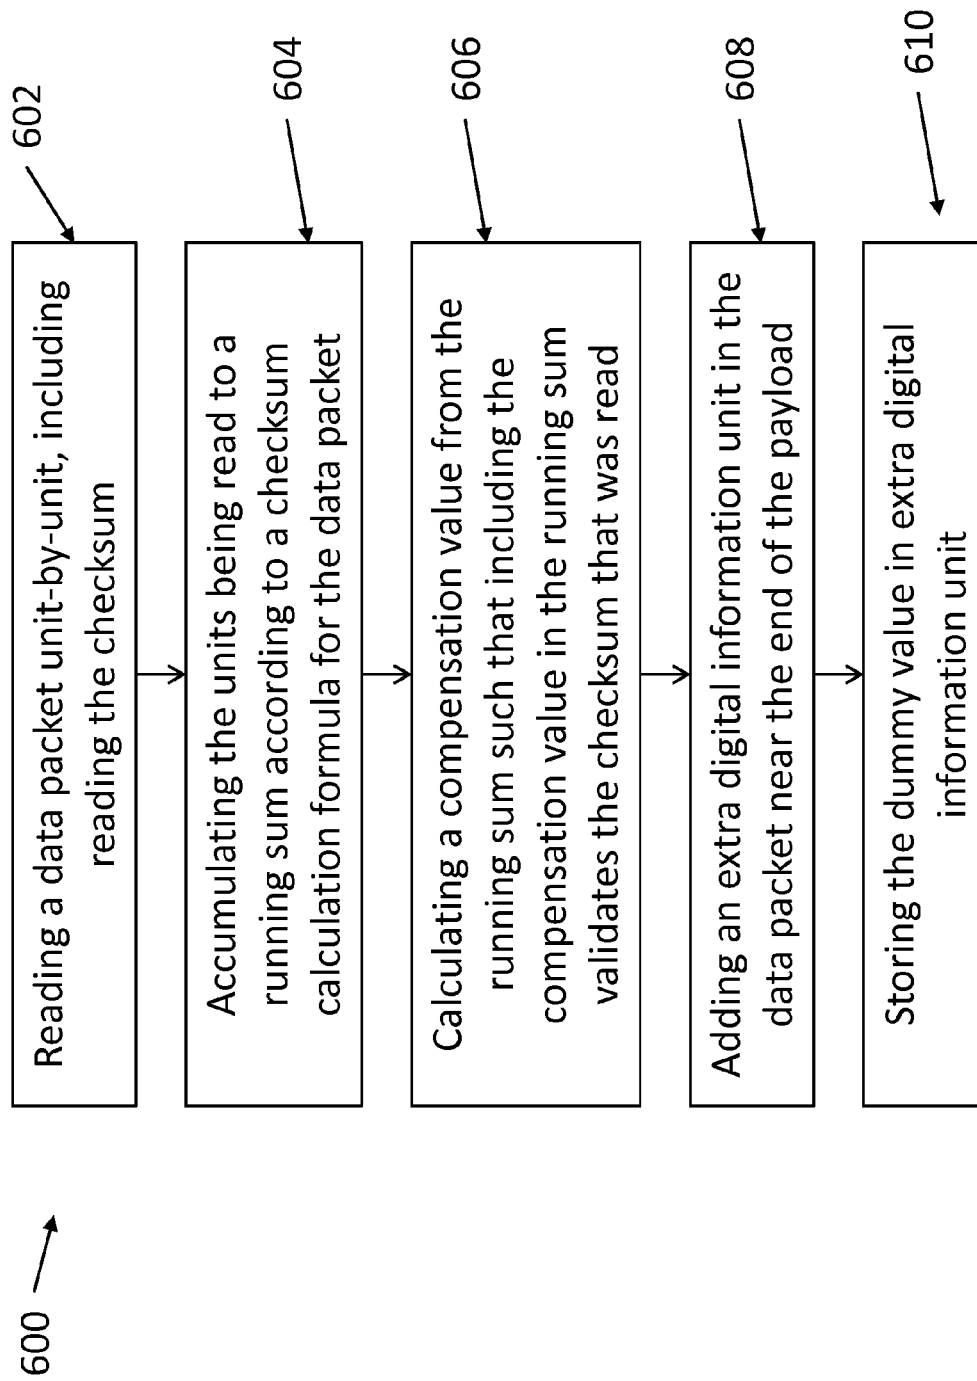 600
602
Reading a data packet unit-by-unit, including
reading the checksum
604
Accumulating the units being read to a
running sum according to a checksum
calculation formula for the data packet
606
Calculating a compensation value from the
running sum such that including the
compensation value in the running sum
validates the checksum that was read
608
Adding an extra digital information unit in the
data packet near the end of the payload
610
Storing the dummy value in extra digital
information unit